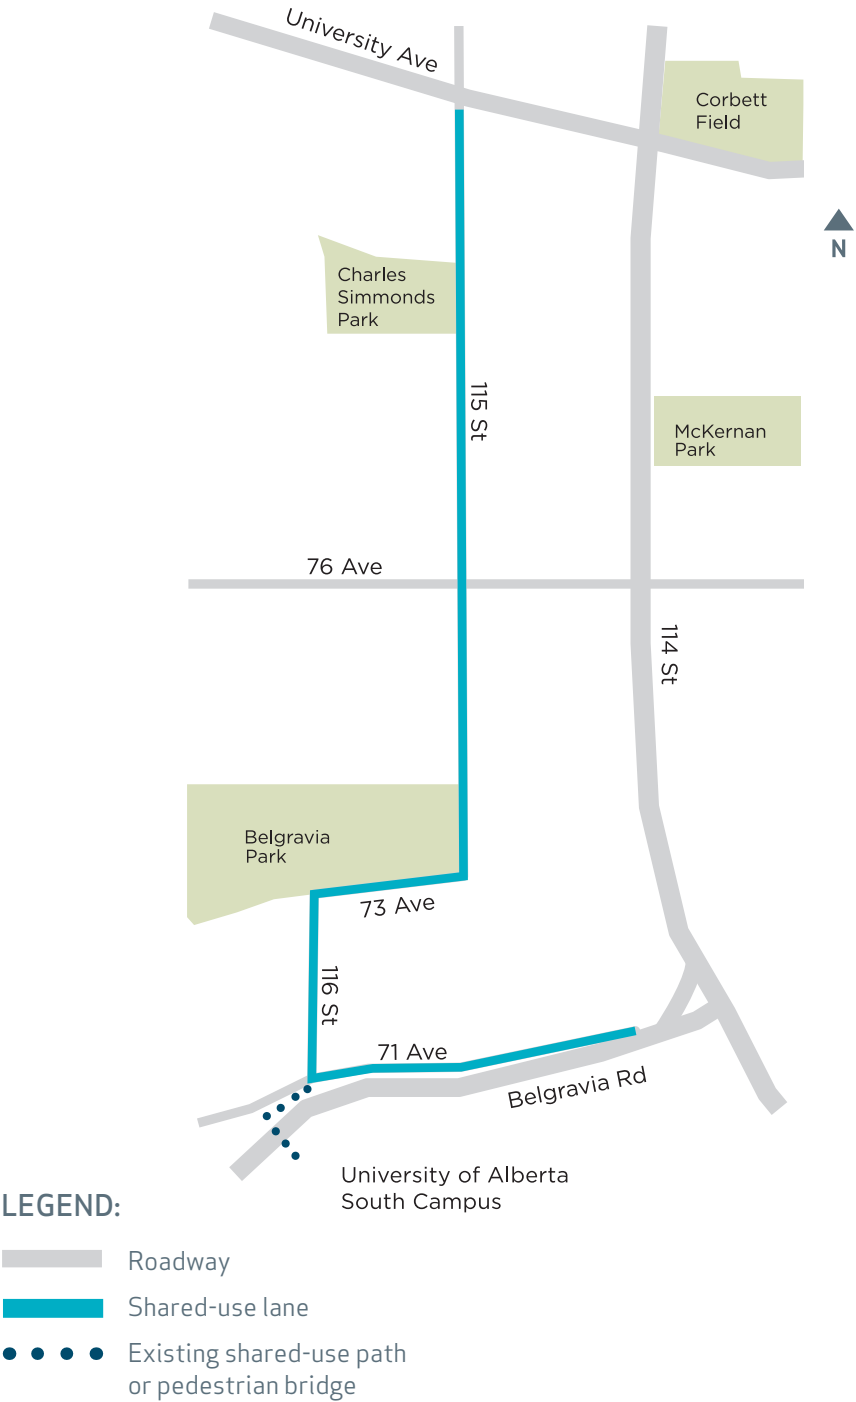 University Ave
Corbett
Field
N
Charles
Simmonds
Park
115 St
McKernan
Park
76 Ave
114 St
Belgravia
Park
73 Ave
116 St
71 Ave
Belgravia Rd
University of Alberta
South Campus
LEGEND:
Roadway
Shared-use lane
Existing shared-use path
or pedestrian bridge